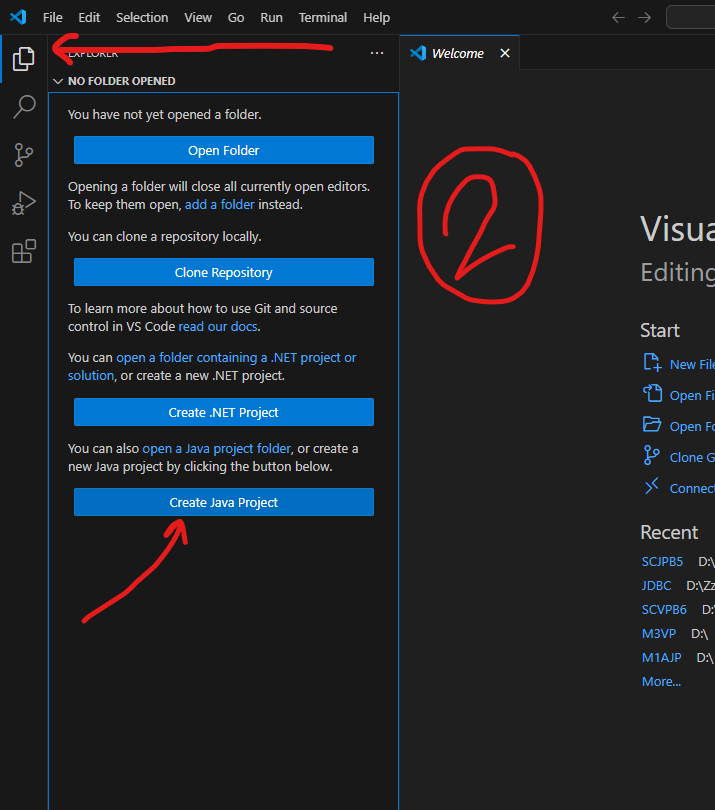 File Edit Selection View Go Run Terminal Help
EXPLORER
Welcome
NO FOLDER OPENED
You have not yet opened a folder.
Open Folder
Opening a folder will close all currently open editors.
To keep them open, add a folder instead.
You can clone a repository locally.
Clone Repository
To learn more about how to use Git and source
control in VS Code read our docs.
You can open a folder containing a .NET project or
solution, or create a new .NET project.
Create .NET Project
You can also open a Java project folder, or create a
new Java project by clicking the button below.
Create Java Project
2
Visua
Editing
Start
New File
Open Fi
Open Fo
Clone G
Connect
Recent
SCJPB5 D:\
JDBC D:\Zz
SCVPB6 D:\
M3VP D:\
M1AJP D:\
More...